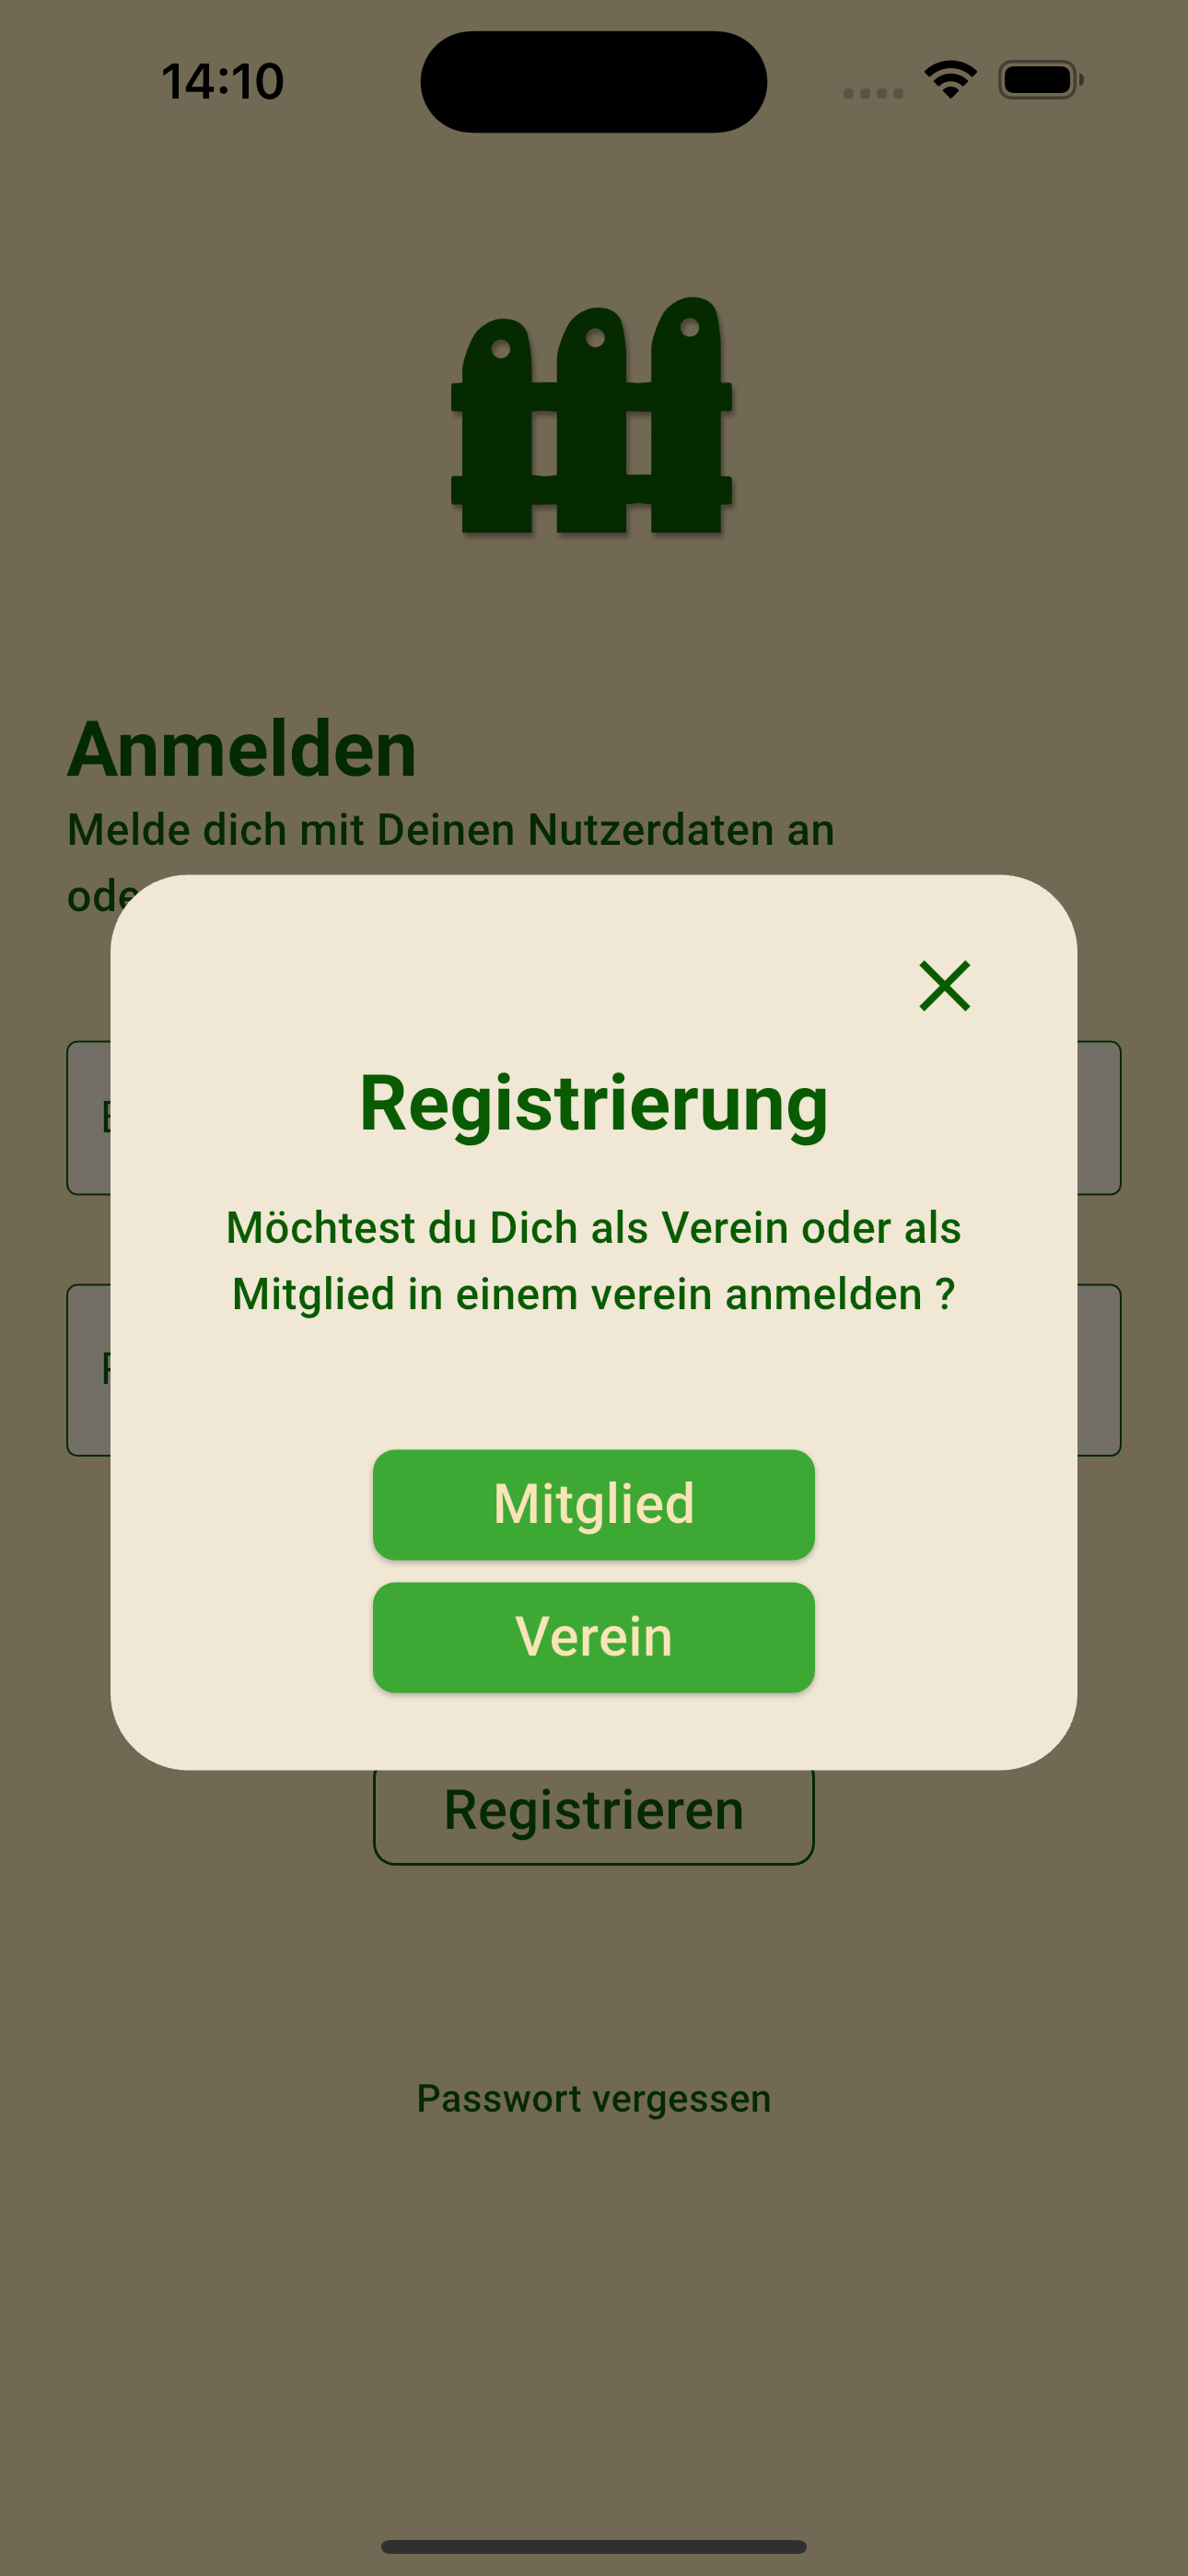 14:10
Anmelden
Melde dich mit Deinen Nutzerdaten an
Registrierung
Möchtest du Dich als Verein oder als
Mitglied in einem verein anmelden ?
Mitglied
Verein
Registrieren
Passwort vergessen